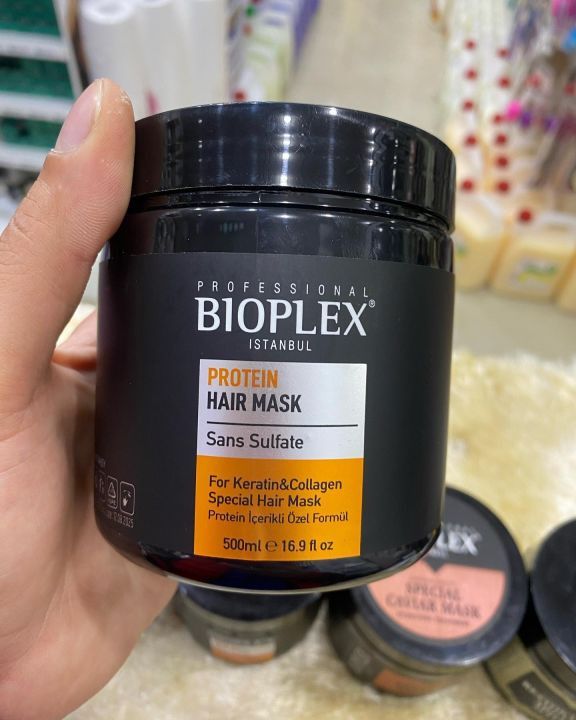 PROFESSIONAL
BIOPLEX®
ISTANBUL
PROTEIN
HAIR MASK
Sans Sulfate
For Keratin&Collagen
Special Hair Mask
Protein İçerikli Özel Formül
500ml ℮ 16.9 fl oz
SPECIAL
CAVIAR MASK